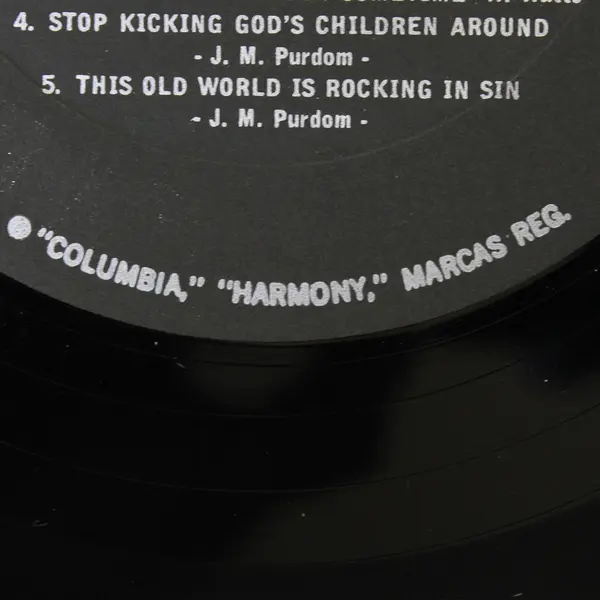 4. STOP KICKING GOD'S CHILDREN AROUND
- J. M. Purdom -
5. THIS OLD WORLD IS ROCKING IN SIN
- J. M. Purdom -
"COLUMBIA," "HARMONY," MARCAS REG.